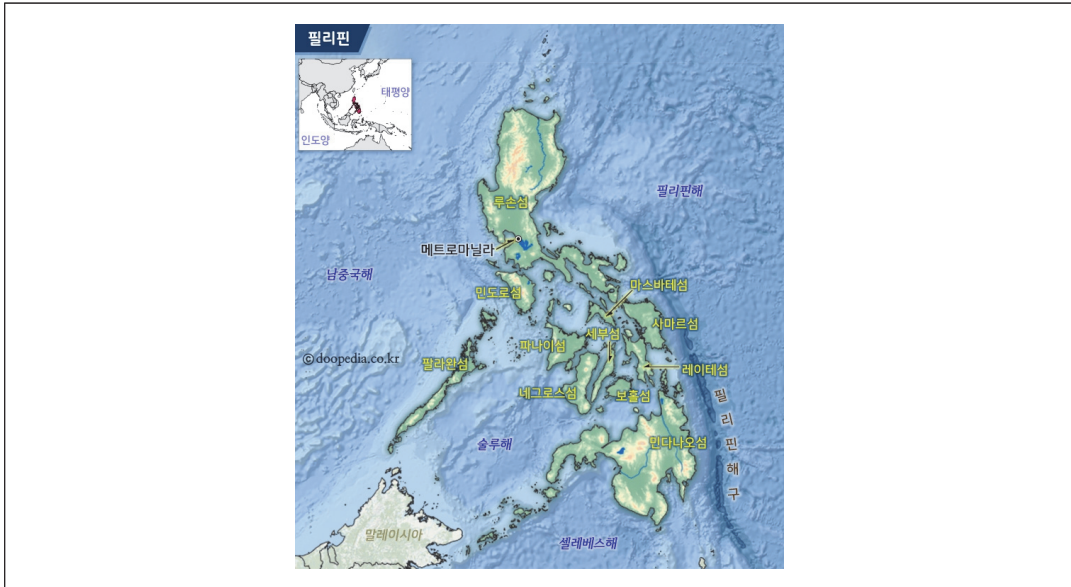 필리핀
태평양
인도양
필리핀해
루손섬
메트로마닐라
남중국해
민도로섬
마스바테섬
사마르섬
세부섬
파나이섬
ⓒ doopedia.co.kr
팔라완섬
레이테섬
네그로스섬
보홀섬
필리핀해구
술루해
민다나오섬
말레이시아
셀레베스해